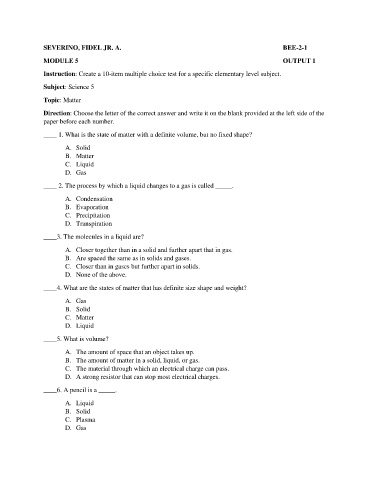 SEVERINO, FIDEL JR. A. BEE-2-1
MODULE 5 OUTPUT 1
Instruction: Create a 10-item multiple choice test for a specific elementary level subject.
Subject: Science 5
Topic: Matter
Direction: Choose the letter of the correct answer and write it on the blank provided at the left side of the
paper before each number.
____ 1. What is the state of matter with a definite volume, but no fixed shape?
A. Solid
B. Matter
C. Liquid
D. Gas
____ 2. The process by which a liquid changes to a gas is called _____.
A. Condensation
B. Evaporation
C. Precipitation
D. Transpiration
____3. The molecules in a liquid are?
A. Closer together than in a solid and further apart that in gas.
B. Are spaced the same as in solids and gases.
C. Closer than in gases but further apart in solids.
D. None of the above.
____4. What are the states of matter that has definite size shape and weight?
A. Gas
B. Solid
C. Matter
D. Liquid
____5. What is volume?
A. The amount of space that an object takes up.
B. The amount of matter in a solid, liquid, or gas.
C. The material through which an electrical charge can pass.
D. A strong resistor that can stop most electrical charges.
____6. A pencil is a _____.
A. Liquid
B. Solid
C. Plasma
D. Gas